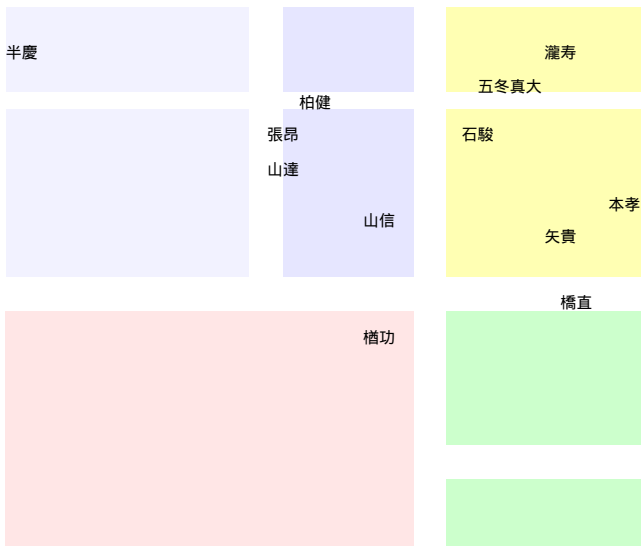 半慶
瀧寿
五冬真大
柏健
張昂
石駿
山達
本孝
山信
矢貴
橋直
楢功